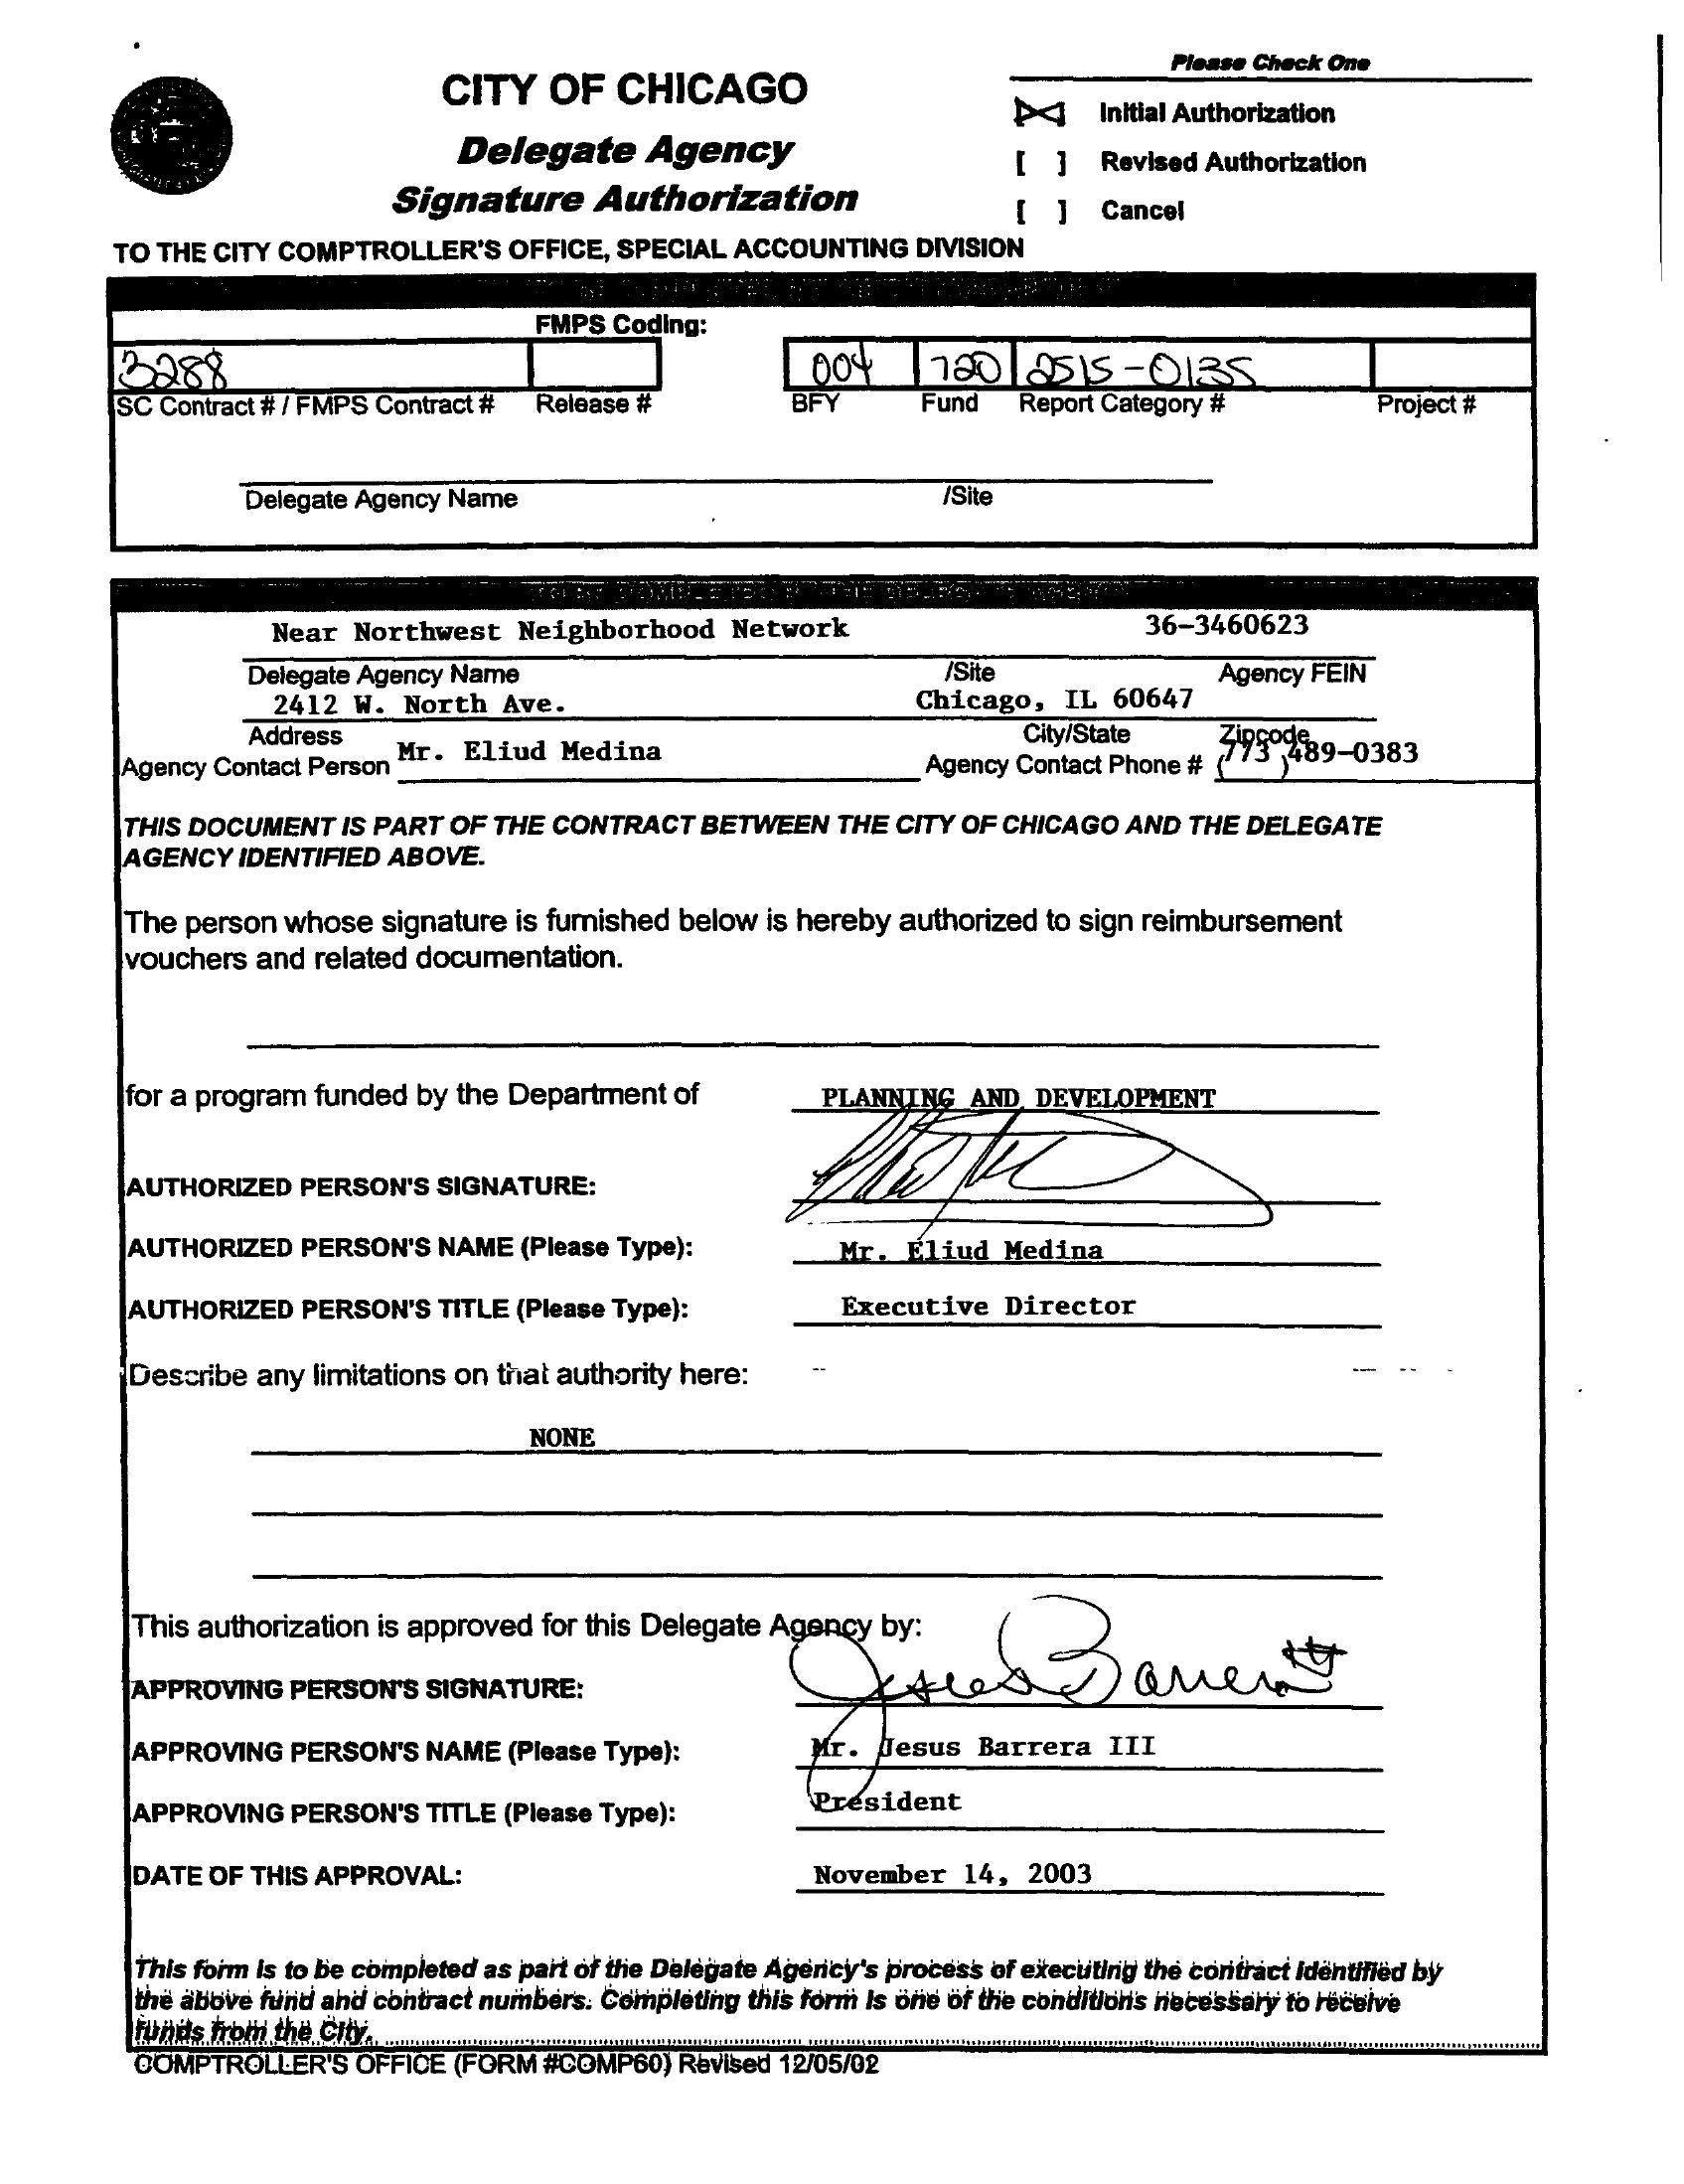 Please Check One
CITY OF CHICAGO
Delegate Agency
Signature Authorization
Initial Authorization
[ ] Revised Authorization
[ ] Cancel
TO THE CITY COMPTROLLER'S OFFICE, SPECIAL ACCOUNTING DIVISION
FMPS Coding:
3288 004 720 2515-0135
SC Contract # / FMPS Contract # Release # BFY Fund Report Category # Project #
Delegate Agency Name /Site
TO BE COMPLETED BY THE DELEGATE AGENCY
Near Northwest Neighborhood Network 36-3460623
Delegate Agency Name /Site Agency FEIN
2412 W. North Ave. Chicago, IL 60647
Address City/State Zipcode
Agency Contact Person Mr. Eliud Medina Agency Contact Phone # (773 )489-0383
THIS DOCUMENT IS PART OF THE CONTRACT BETWEEN THE CITY OF CHICAGO AND THE DELEGATE
AGENCY IDENTIFIED ABOVE.
The person whose signature is furnished below is hereby authorized to sign reimbursement
vouchers and related documentation.
for a program funded by the Department of PLANNING AND DEVELOPMENT
AUTHORIZED PERSON'S SIGNATURE:
AUTHORIZED PERSON'S NAME (Please Type): Mr. Eliud Medina
AUTHORIZED PERSON'S TITLE (Please Type): Executive Director
Describe any limitations on that authority here:
NONE
This authorization is approved for this Delegate Agency by:
APPROVING PERSON'S SIGNATURE: Jesus Barrera III
APPROVING PERSON'S NAME (Please Type): Mr. Jesus Barrera III
APPROVING PERSON'S TITLE (Please Type): President
DATE OF THIS APPROVAL: November 14, 2003
This form is to be completed as part of the Delegate Agency's process of executing the contract identified by
the above fund and contract numbers. Completing this form is one of the conditions necessary to receive
funds from the City.
COMPTROLLER'S OFFICE (FORM #COMP60) Revised 12/05/02